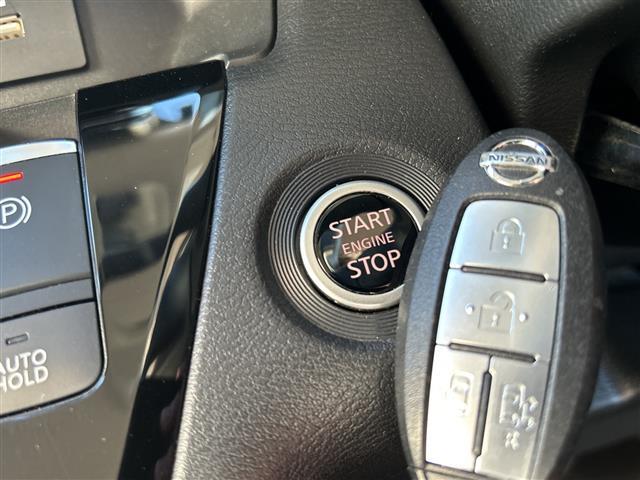 START
ENGINE
STOP
NISSAN
P
AUTO
HOLD